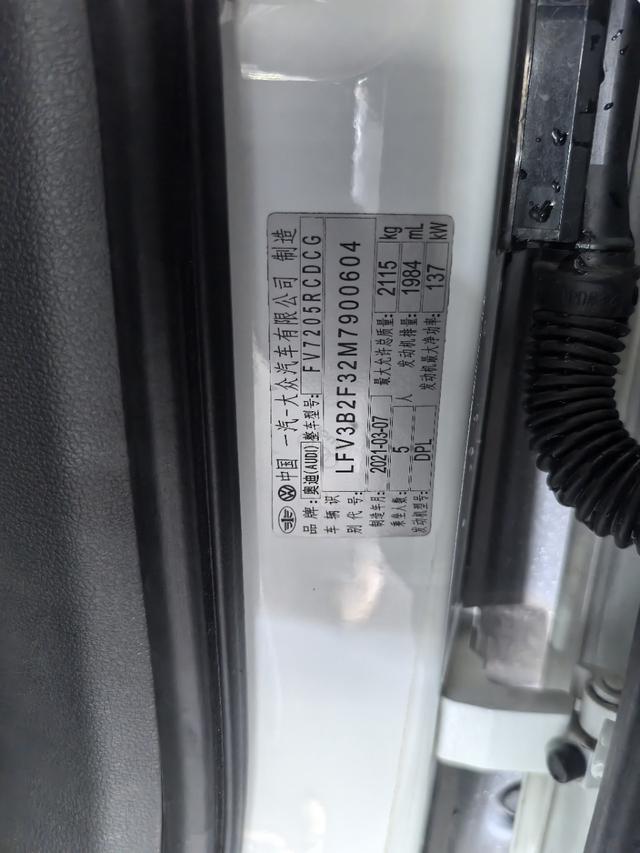 中国 一汽-大众汽车有限公司 制造
品牌: 奥迪(AUDI) 整车型号: FV7205RCDCG
车辆识别代号: LFV3B2F32M7900604
制造年月: 2021-03-07 最大允许总质量: 2115 kg
乘坐人数: 5 人 发动机排量: 1984 mL
发动机型号: DPL 发动机最大净功率: 137 kW